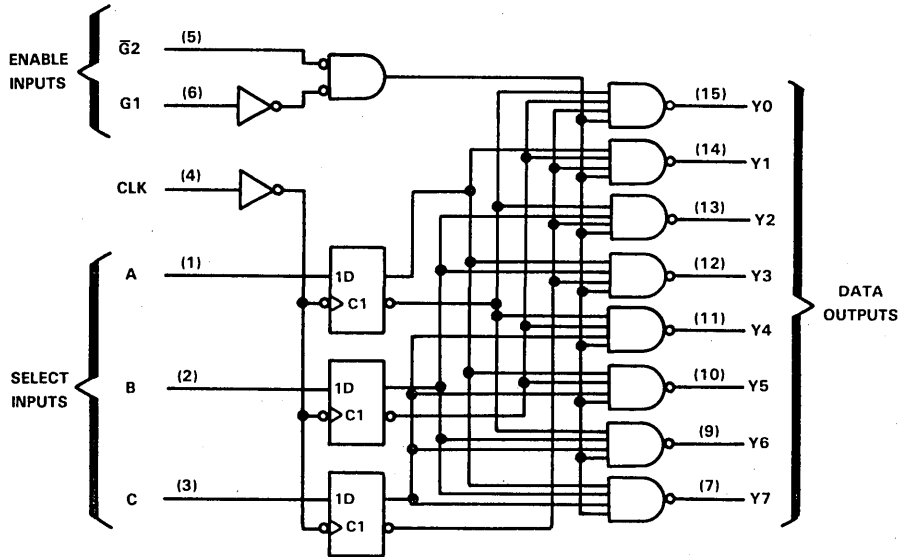 ENABLE
INPUTS
G̅2
(5)
G1
(6)
CLK
(4)
SELECT
INPUTS
A
(1)
B
(2)
C
(3)
1D
C1
1D
C1
1D
C1
(15)
Y0
(14)
Y1
(13)
Y2
(12)
Y3
(11)
Y4
(10)
Y5
(9)
Y6
(7)
Y7
DATA
OUTPUTS